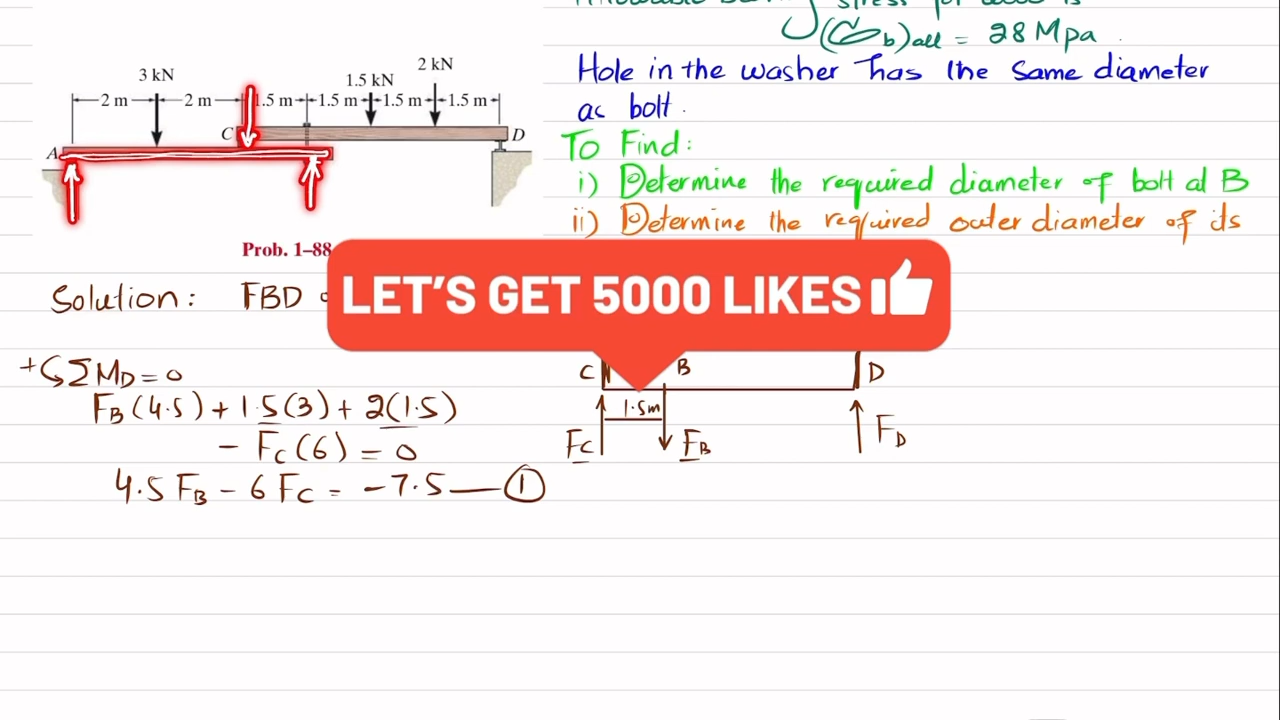 stress for wood is
(σb)all = 28 Mpa.
Hole in the washer has the same diameter
as bolt.
To Find:
i) Determine the required diameter of bolt at B
ii) Determine the required outer diameter of its
3 kN
1.5 kN
2 kN
2 m
2 m
1.5 m
1.5 m
1.5 m
1.5 m
C
D
A
Prob. 1–88
Solution: FBD
LET'S GET 5000 LIKES
+ ΣMD = 0
FB(4.5) + 1.5(3) + 2(1.5)
- FC(6) = 0
4.5 FB - 6 FC = -7.5 — 1
C
B
D
1.5m
FC
FB
FD